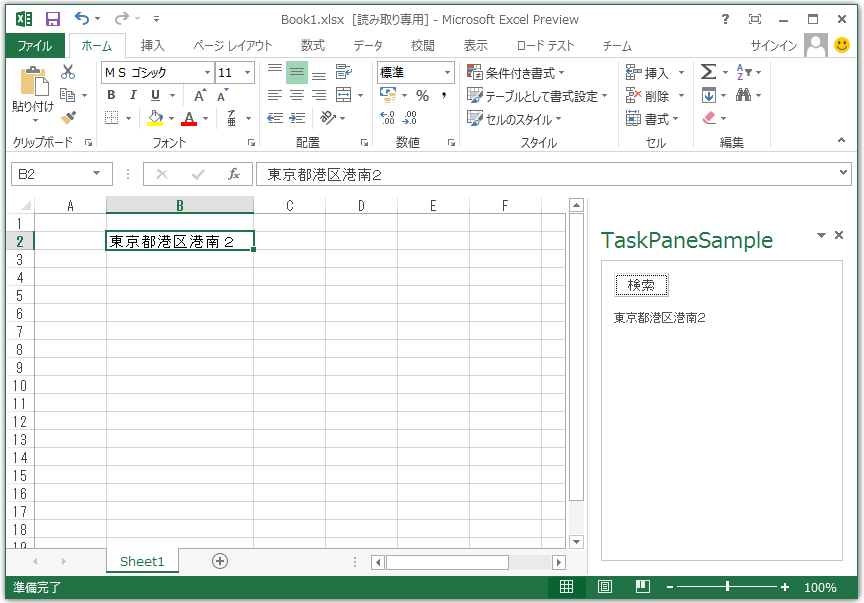 Book1.xlsx [読み取り専用] - Microsoft Excel Preview
ファイル ホーム 挿入 ページ レイアウト 数式 データ 校閲 表示 ロード テスト チーム サインイン
ＭＳ ゴシック 11 標準 条件付き書式 挿入 Σ
貼り付け B I U % , テーブルとして書式設定 削除
セルのスタイル 書式
クリップボード フォント 配置 数値 スタイル セル 編集
B2 fx 東京都港区港南2
A B C D E F
1
2 東京都港区港南２
3
4
5
6
7
8
9
10
11
12
13
14
15
16
17
18
19
TaskPaneSample
検索
東京都港区港南2
Sheet1
準備完了 100%